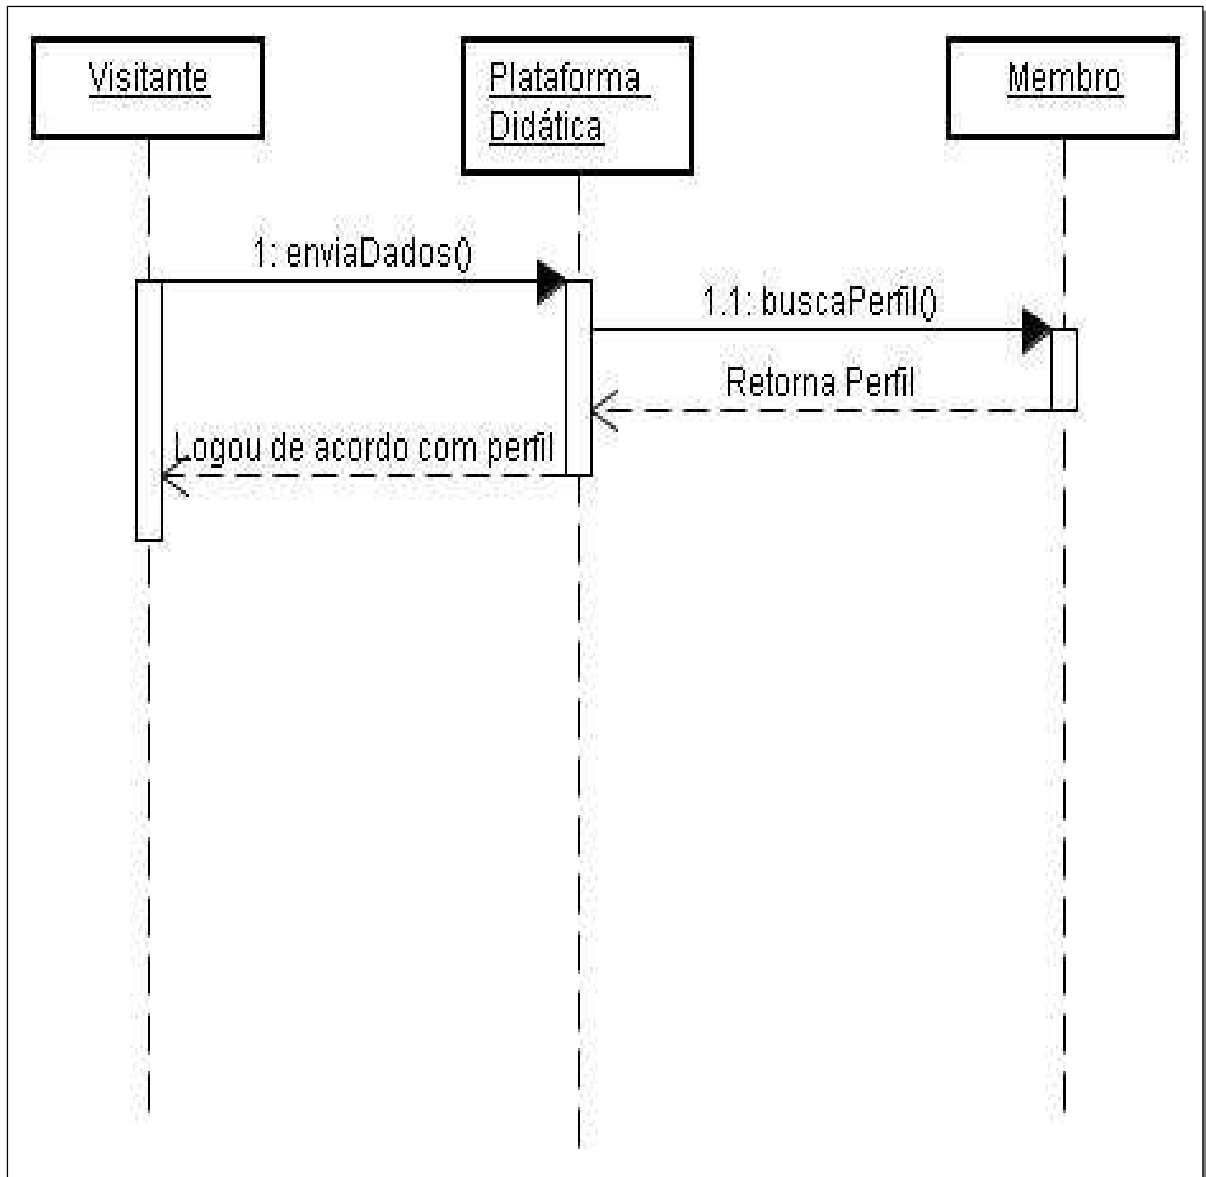 Visitante
Plataforma
Didática
Membro
1: enviaDados()
1.1: buscaPerfil()
Retorna Perfil
Logou de acordo com perfil